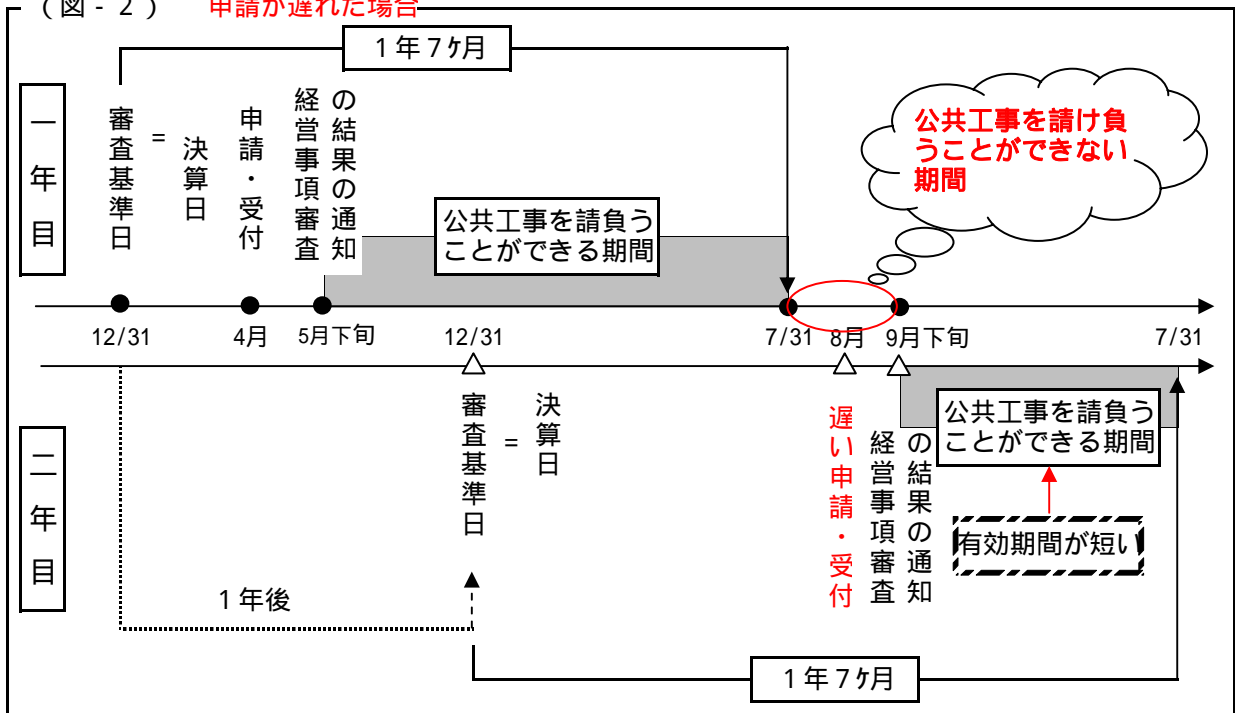 （図‐２） 申請が遅れた場合
１年７ｹ月
一年目
審査基準日
=
決算日
申請・受付
経営事項審査
の結果の通知
公共工事を請負う
ことができる期間
公共工事を請け負
うことができない
期間
12/31
4月
5月下旬
12/31
7/31
8月
9月下旬
7/31
二年目
審査基準日
=
決算日
遅い申請・受付
経営事項審査
の結果の通知
公共工事を請負う
ことができる期間
有効期間が短い
１年後
１年７ｹ月